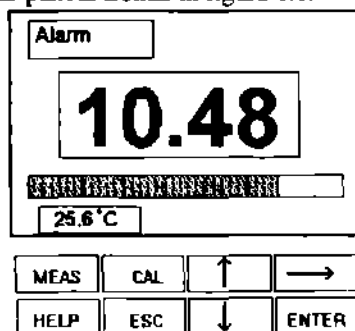 Alarm
10.48
25.6°C
MEAS CAL ↑ →
HELP ESC ↓ ENTER